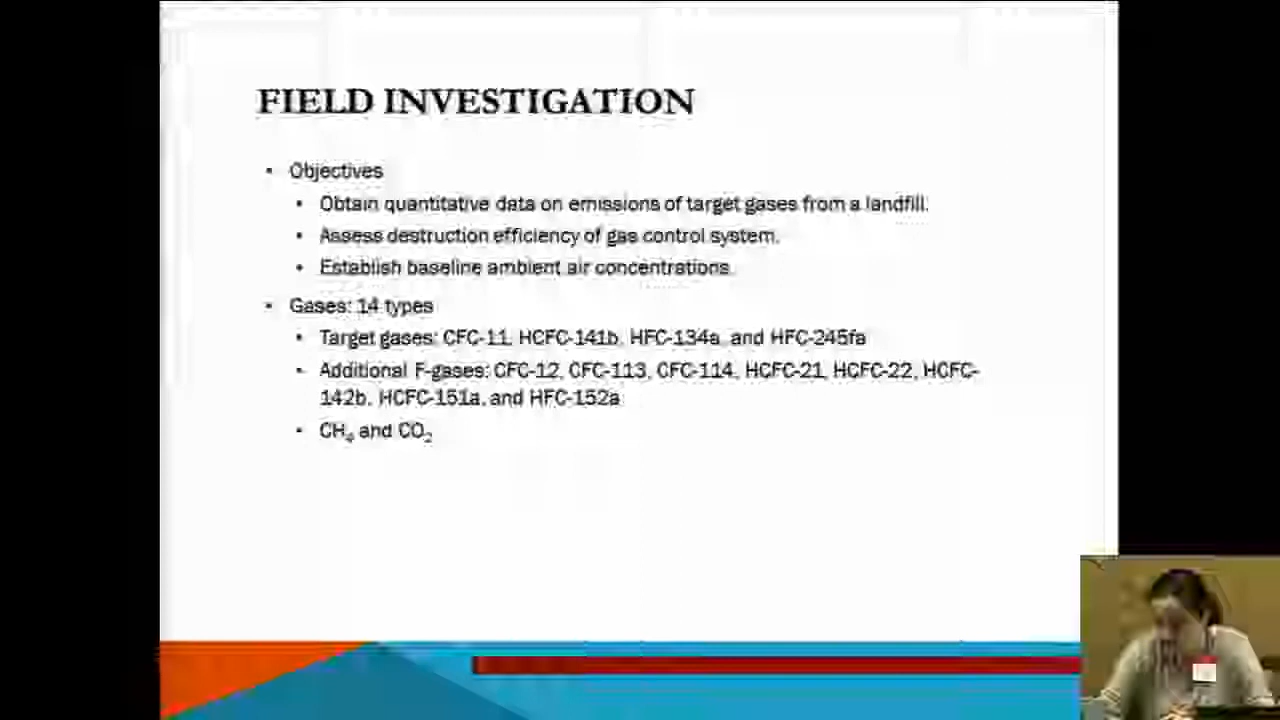 FIELD INVESTIGATION
• Objectives
• Obtain quantitative data on emissions of target gases from a landfill.
• Assess destruction efficiency of gas control system.
• Establish baseline ambient air concentrations.
• Gases: 14 types
• Target gases: CFC-11, HCFC-141b, HFC-134a, and HFC-245fa
• Additional F-gases: CFC-12, CFC-113, CFC-114, HCFC-21, HCFC-22, HCFC-
142b, HCFC-151a, and HFC-152a
• CH₄ and CO₂